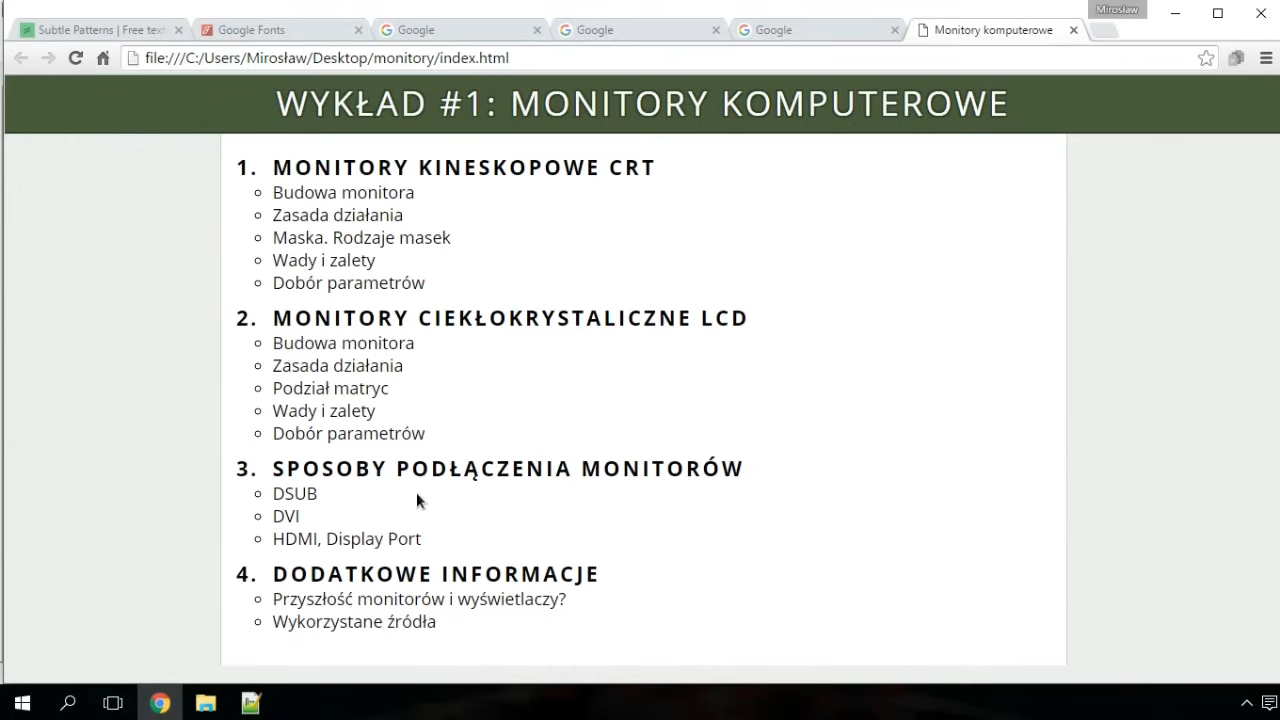 Mirosław
Subtle Patterns | Free text
Google Fonts
Google
Google
Google
Monitory komputerowe
file:///C:/Users/Mirosław/Desktop/monitory/index.html
WYKŁAD #1: MONITORY KOMPUTEROWE
1. MONITORY KINESKOPOWE CRT
Budowa monitora
Zasada działania
Maska. Rodzaje masek
Wady i zalety
Dobór parametrów
2. MONITORY CIEKŁOKRYSTALICZNE LCD
Budowa monitora
Zasada działania
Podział matryc
Wady i zalety
Dobór parametrów
3. SPOSOBY PODŁĄCZENIA MONITORÓW
DSUB
DVI
HDMI, Display Port
4. DODATKOWE INFORMACJE
Przyszłość monitorów i wyświetlaczy?
Wykorzystane źródła